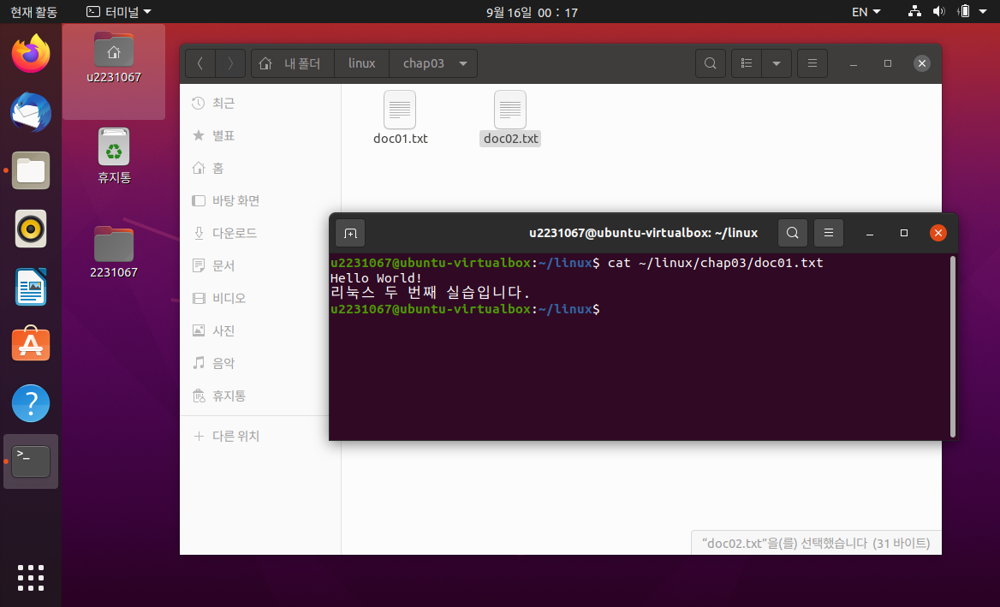 현재 활동
터미널
9월 16일 00 : 17
EN
u2231067
휴지통
2231067
내 폴더
linux
chap03
최근
별표
홈
바탕 화면
다운로드
문서
비디오
사진
음악
휴지통
다른 위치
doc01.txt
doc02.txt
u2231067@ubuntu-virtualbox: ~/linux
u2231067@ubuntu-virtualbox:~/linux$ cat ~/linux/chap03/doc01.txt
Hello World!
리눅스 두 번째 실습입니다.
u2231067@ubuntu-virtualbox:~/linux$
“doc02.txt”을(를) 선택했습니다 (31 바이트)